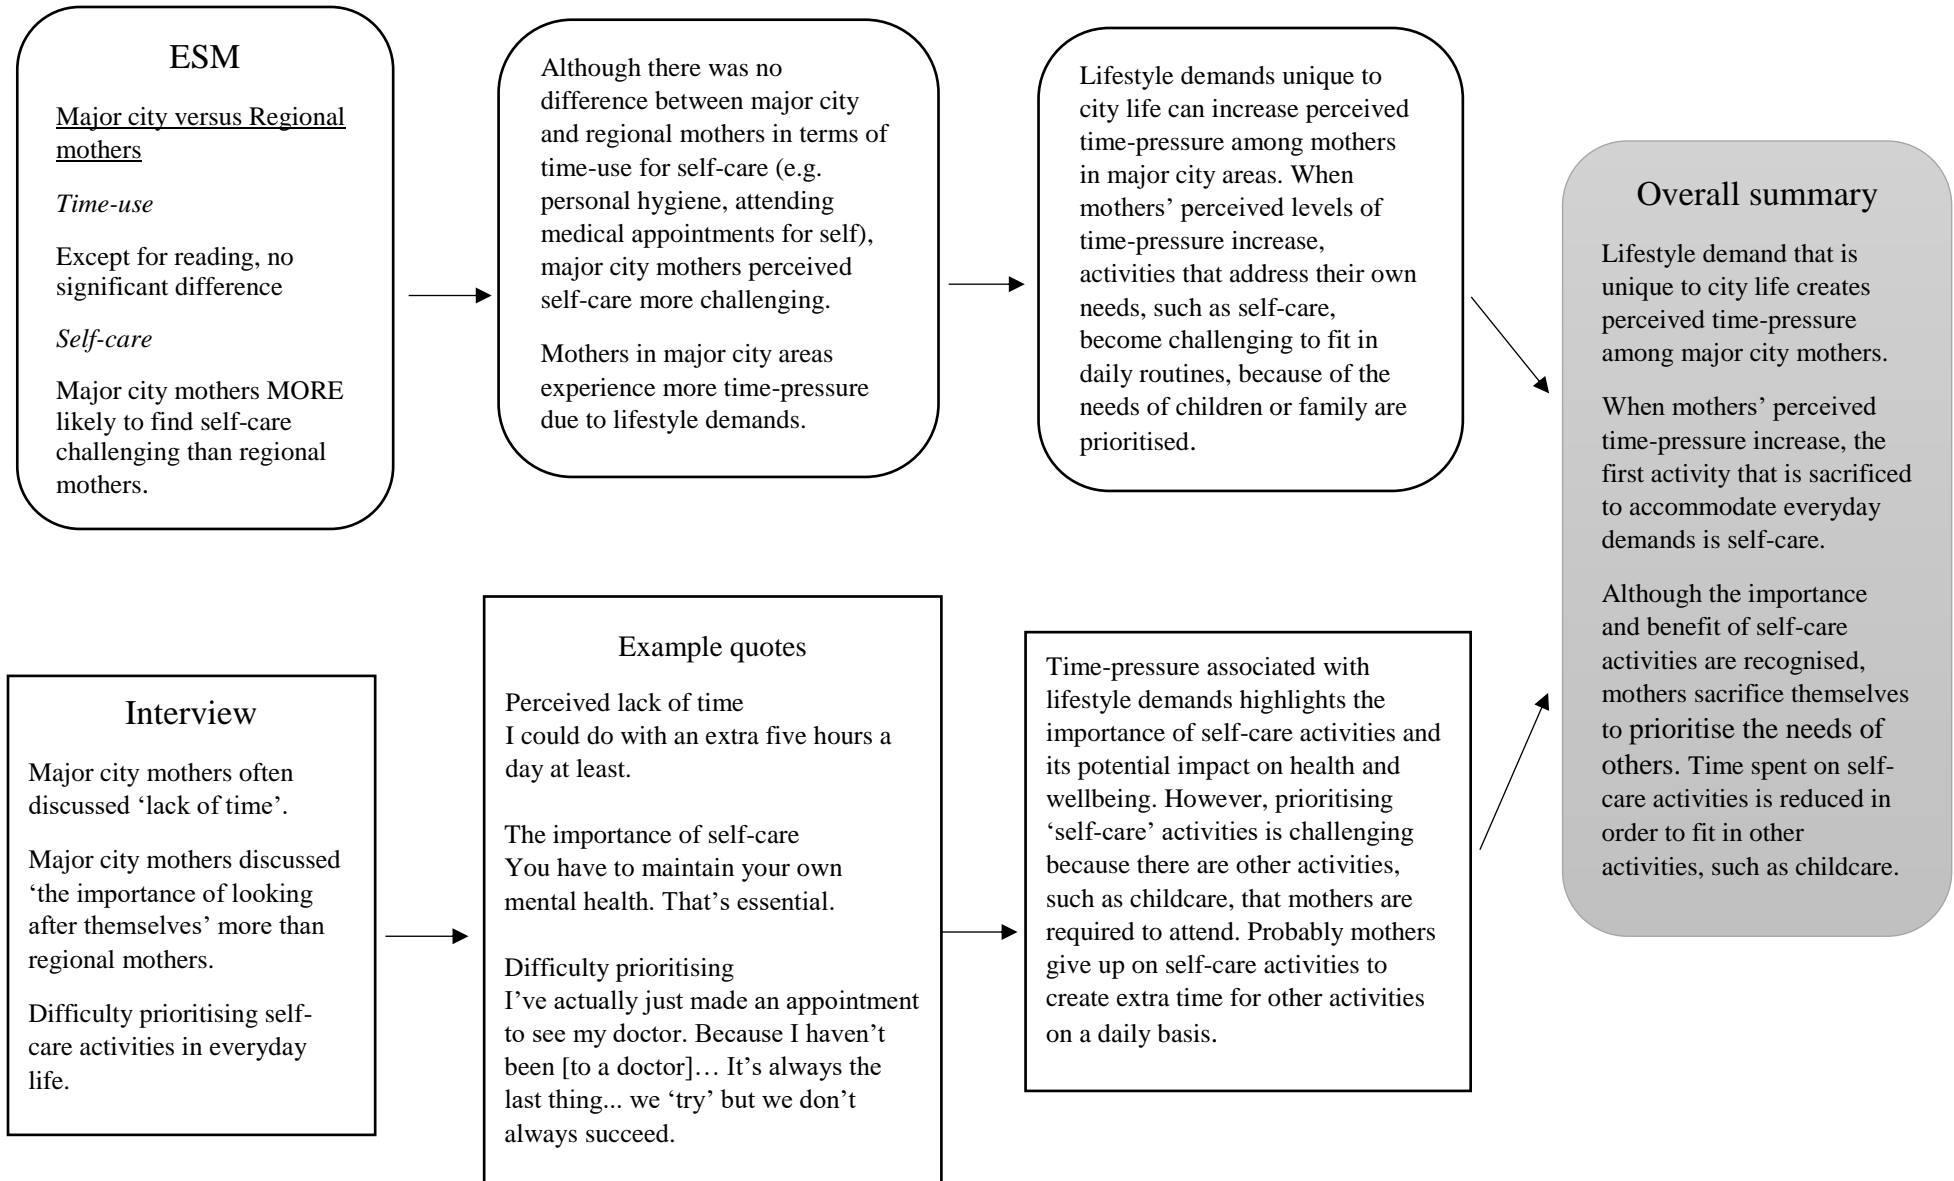 ESM
Major city versus Regional
mothers
Time-use
Except for reading, no
significant difference
Self-care
Major city mothers MORE
likely to find self-care
challenging than regional
mothers.
Although there was no
difference between major city
and regional mothers in terms of
time-use for self-care (e.g.
personal hygiene, attending
medical appointments for self),
major city mothers perceived
self-care more challenging.
Mothers in major city areas
experience more time-pressure
due to lifestyle demands.
Lifestyle demands unique to
city life can increase perceived
time-pressure among mothers
in major city areas. When
mothers’ perceived levels of
time-pressure increase,
activities that address their own
needs, such as self-care,
become challenging to fit in
daily routines, because of the
needs of children or family are
prioritised.
Interview
Major city mothers often
discussed ‘lack of time’.
Major city mothers discussed
‘the importance of looking
after themselves’ more than
regional mothers.
Difficulty prioritising self-
care activities in everyday
life.
Example quotes
Perceived lack of time
I could do with an extra five hours a
day at least.
The importance of self-care
You have to maintain your own
mental health. That’s essential.
Difficulty prioritising
I’ve actually just made an appointment
to see my doctor. Because I haven’t
been [to a doctor]… It’s always the
last thing... we ‘try’ but we don’t
always succeed.
Time-pressure associated with
lifestyle demands highlights the
importance of self-care activities and
its potential impact on health and
wellbeing. However, prioritising
‘self-care’ activities is challenging
because there are other activities,
such as childcare, that mothers are
required to attend. Probably mothers
give up on self-care activities to
create extra time for other activities
on a daily basis.
Overall summary
Lifestyle demand that is
unique to city life creates
perceived time-pressure
among major city mothers.
When mothers’ perceived
time-pressure increase, the
first activity that is sacrificed
to accommodate everyday
demands is self-care.
Although the importance
and benefit of self-care
activities are recognised,
mothers sacrifice themselves
to prioritise the needs of
others. Time spent on self-
care activities is reduced in
order to fit in other
activities, such as childcare.